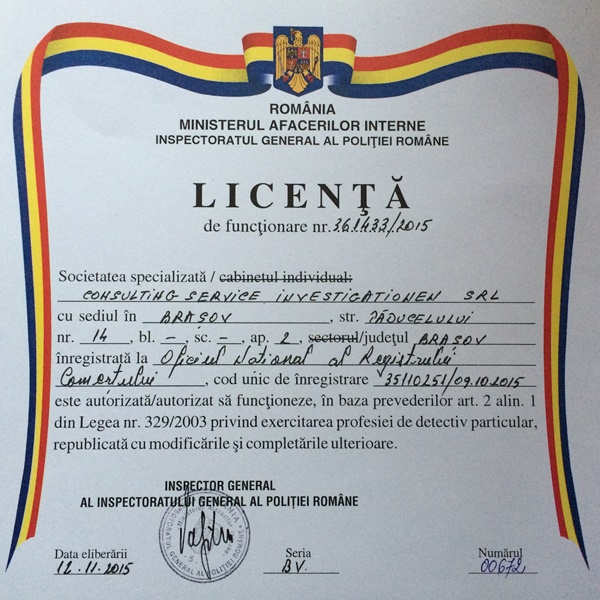 ROMÂNIA
MINISTERUL AFACERILOR INTERNE
INSPECTORATUL GENERAL AL POLIŢIEI ROMÂNE
LICENŢĂ
de funcţionare nr. 361433/2015
Societatea specializată / cabinetul individual:
CONSULTING SERVICE INVESTIGATIONEN SRL
cu sediul în BRAŞOV, str. PĂDUCELULUI
nr. 14, bl. –, sc. –, ap. 2, sectorul/judeţul BRAŞOV
înregistrată la Oficiul Naţional al Registrului
Comerţului, cod unic de înregistrare 35110251/09.10.2015
este autorizată/autorizat să funcţioneze, în baza prevederilor art. 2 alin. 1
din Legea nr. 329/2003 privind exercitarea profesiei de detectiv particular,
republicată cu modificările şi completările ulterioare.
INSPECTOR GENERAL
AL INSPECTORATULUI GENERAL AL POLIŢIEI ROMÂNE
Data eliberării Seria Numărul
12.11.2015 BV. 00672